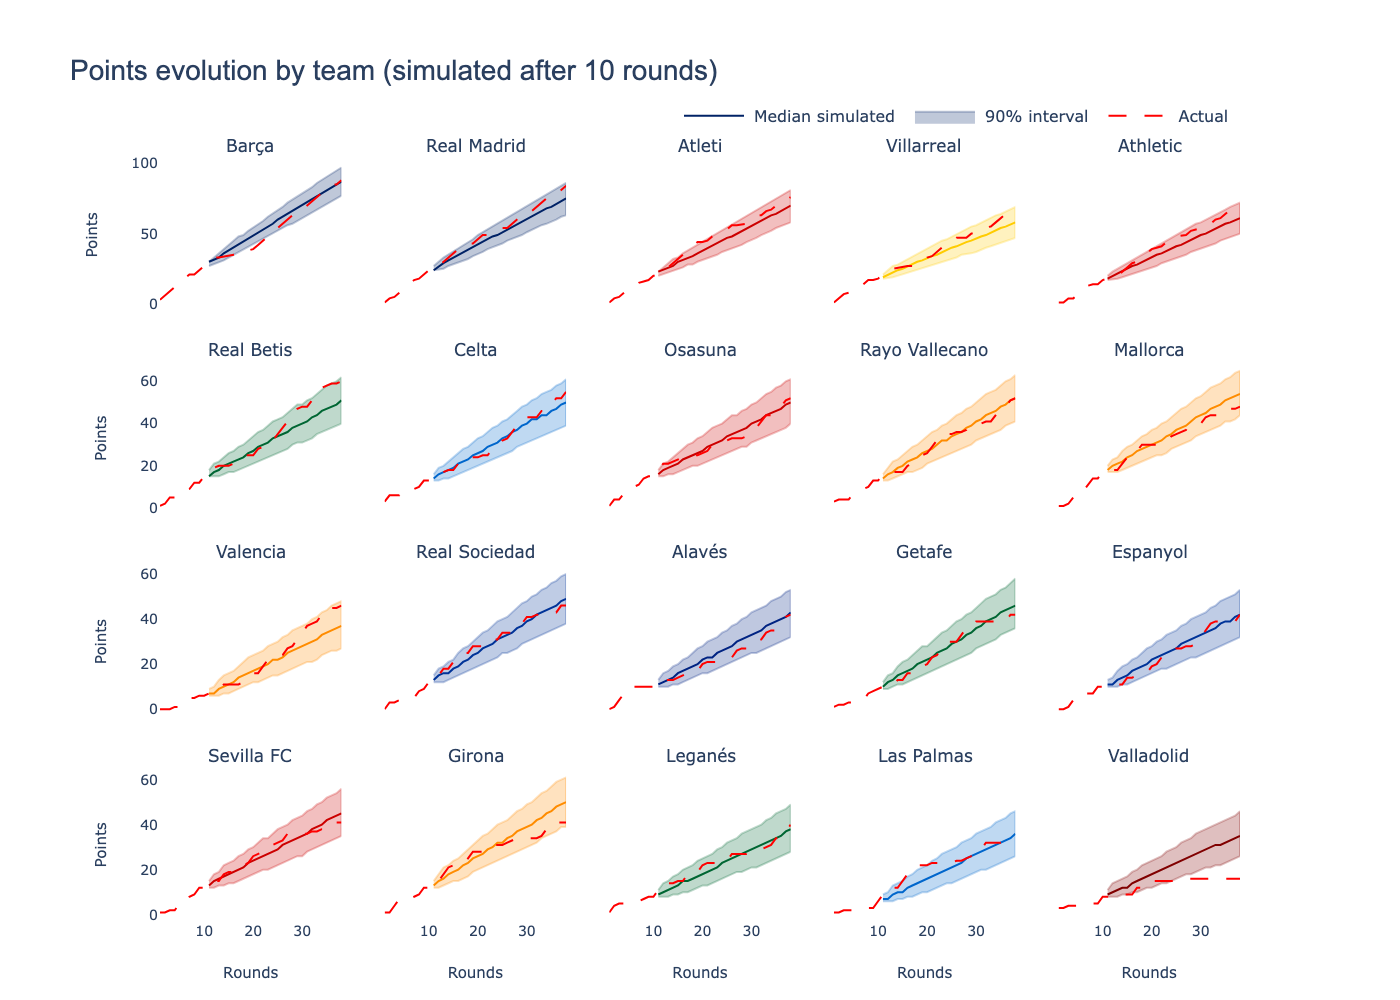 Points evolution by team (simulated after 10 rounds)
Median simulated 90% interval Actual
Barça Real Madrid Atleti Villarreal Athletic
100
50
0
Points
Real Betis Celta Osasuna Rayo Vallecano Mallorca
60
40
20
0
Points
Valencia Real Sociedad Alavés Getafe Espanyol
60
40
20
0
Points
Sevilla FC Girona Leganés Las Palmas Valladolid
60
40
20
0
Points
10 20 30 10 20 30 10 20 30 10 20 30 10 20 30
Rounds Rounds Rounds Rounds Rounds